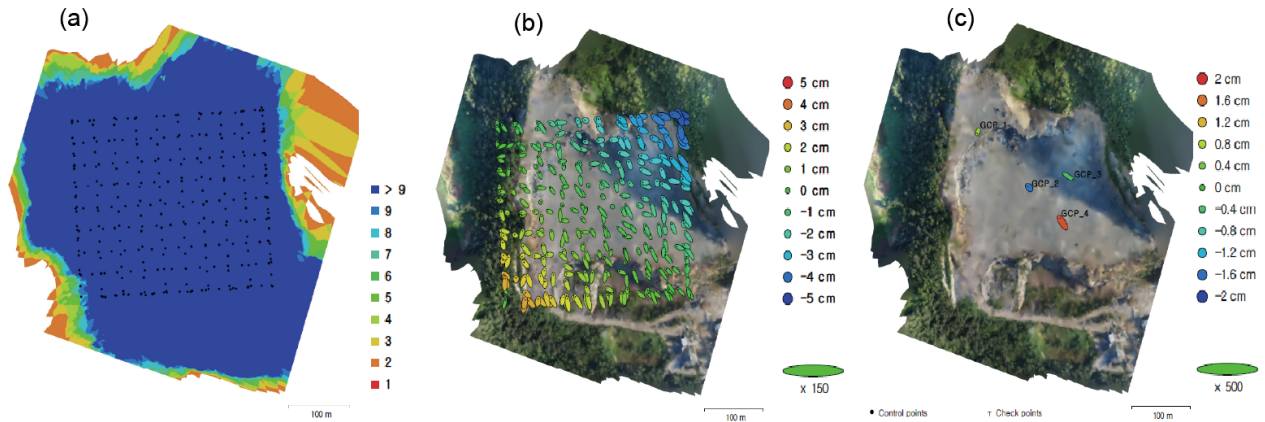 (a)
> 9
9
8
7
6
5
4
3
2
1
100 m
(b)
5 cm
4 cm
3 cm
2 cm
1 cm
0 cm
−1 cm
−2 cm
−3 cm
−4 cm
−5 cm
x 150
100 m
(c)
GCP_1
GCP_3
GCP_2
GCP_4
2 cm
1.6 cm
1.2 cm
0.8 cm
0.4 cm
0 cm
−0.4 cm
−0.8 cm
−1.2 cm
−1.6 cm
−2 cm
x 500
Control points
Check points
100 m